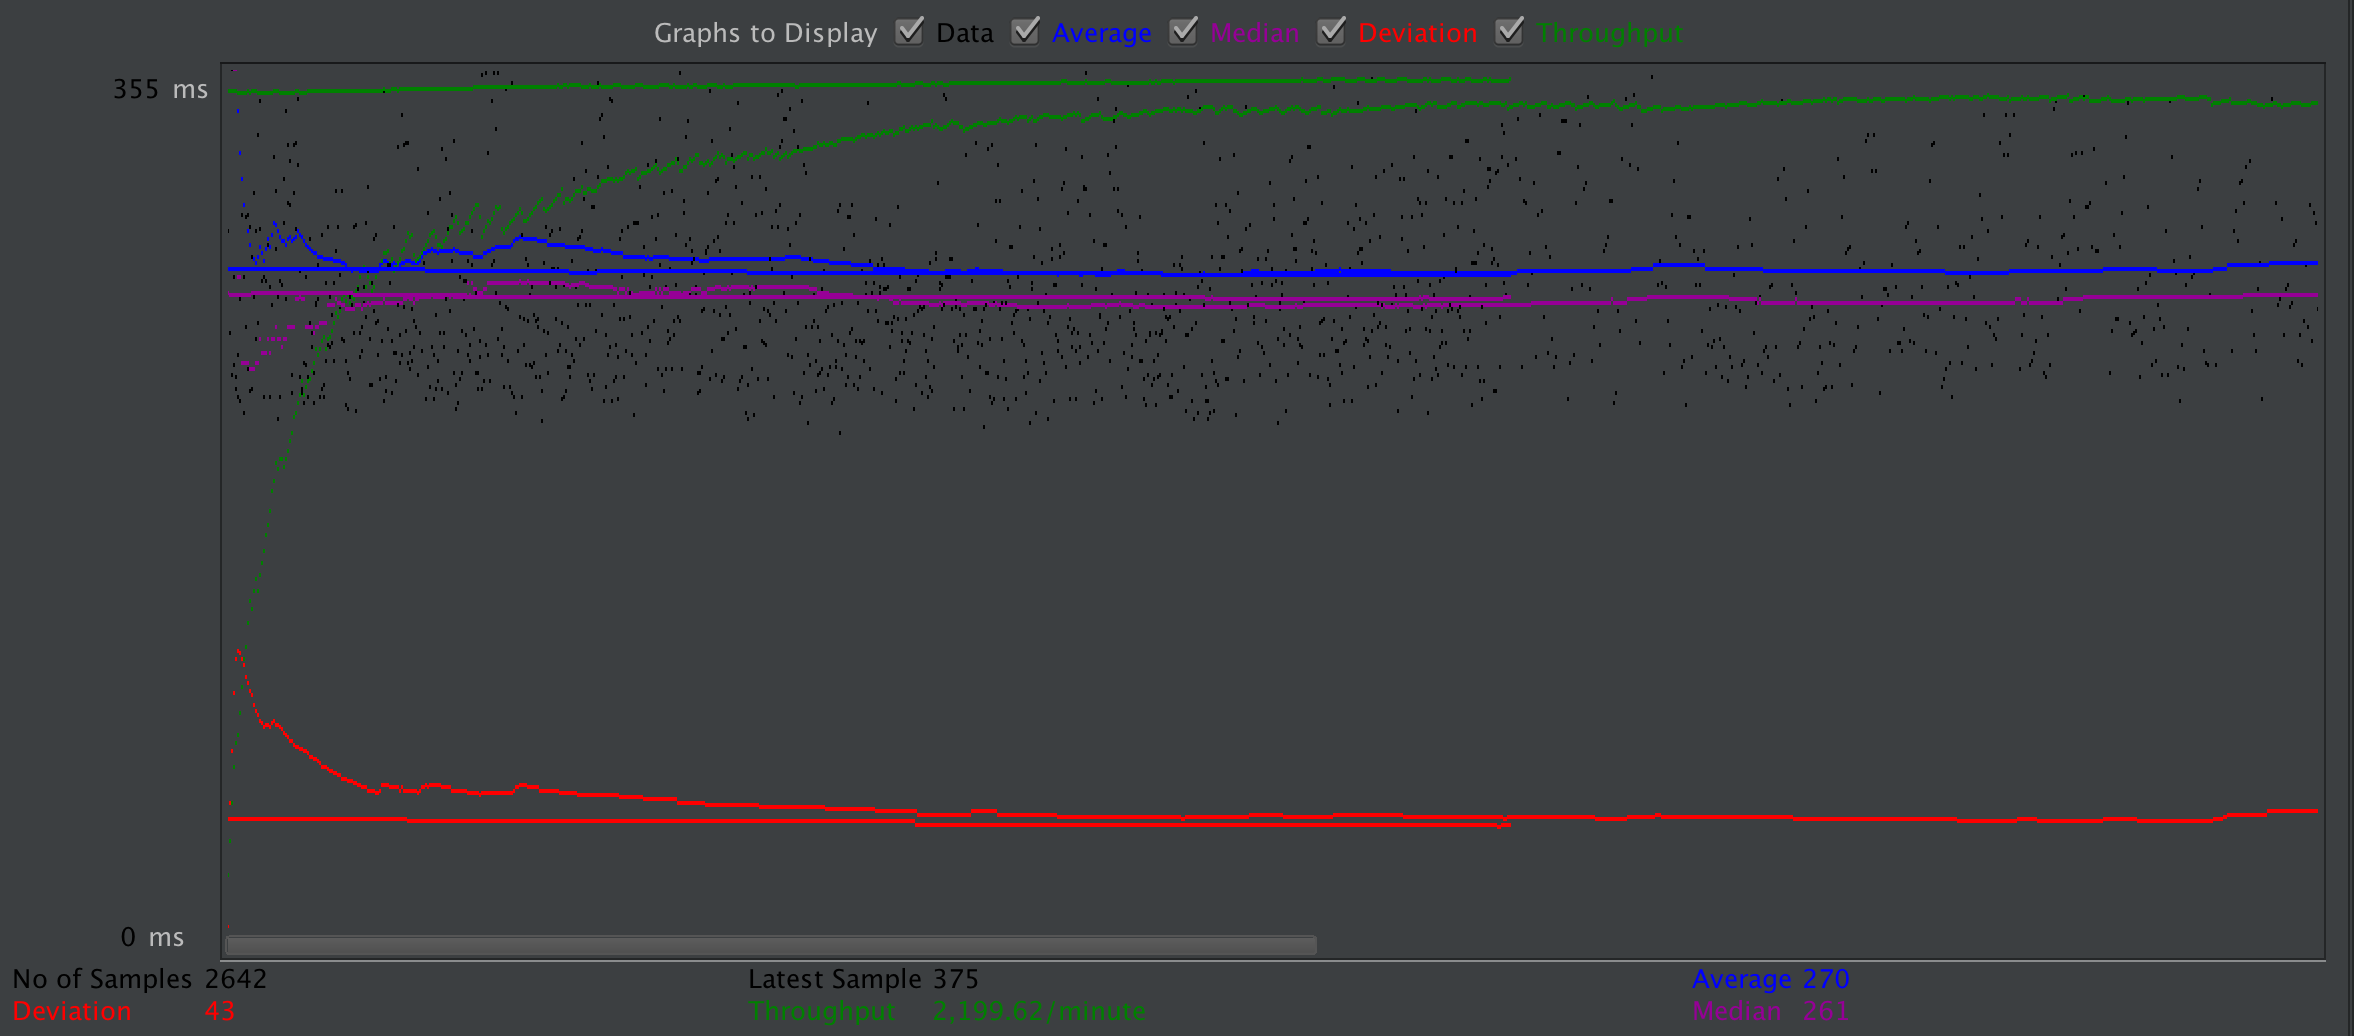 Graphs to Display Data Average Median Deviation Throughput
355 ms
0 ms
No of Samples 2642 Latest Sample 375 Average 270
Deviation 43 Throughput 2,199.62/minute Median 261